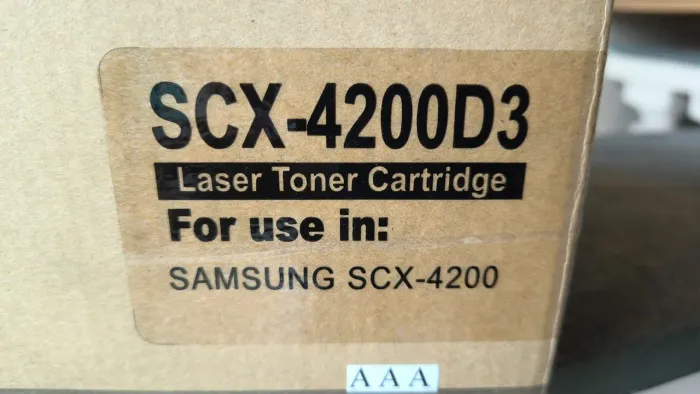 SCX-4200D3
Laser Toner Cartridge
For use in:
SAMSUNG SCX-4200
AAA